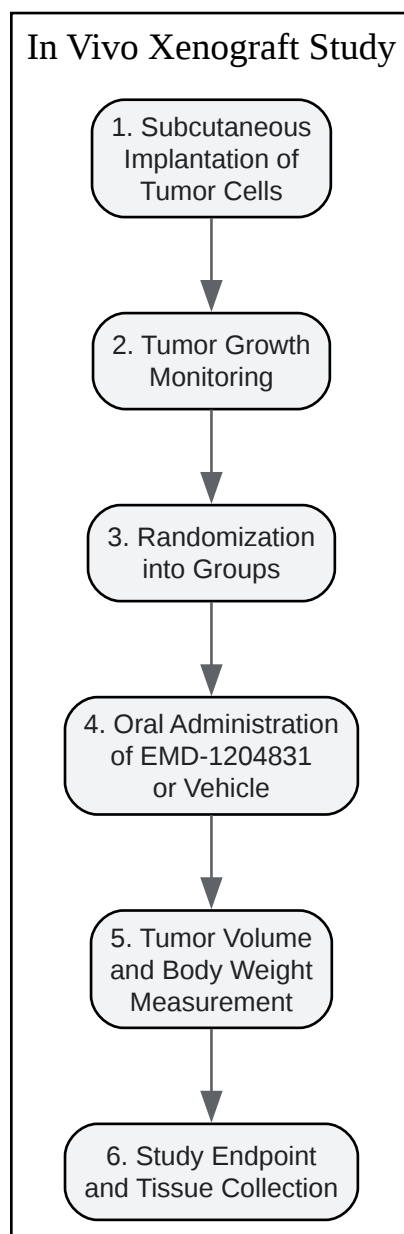 In Vivo Xenograft Study
1. Subcutaneous
Implantation of
Tumor Cells
2. Tumor Growth
Monitoring
3. Randomization
into Groups
4. Oral Administration
of EMD-1204831
or Vehicle
5. Tumor Volume
and Body Weight
Measurement
6. Study Endpoint
and Tissue Collection